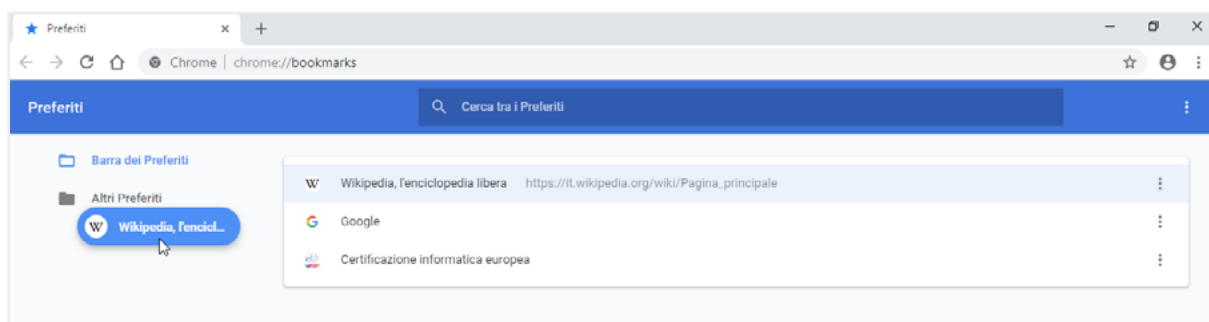 Preferiti
Chrome | chrome://bookmarks
Preferiti
Cerca tra i Preferiti
Barra dei Preferiti
Altri Preferiti
W Wikipedia, l'encicl...
W Wikipedia, l'enciclopedia libera https://it.wikipedia.org/wiki/Pagina_principale
G Google
Certificazione informatica europea